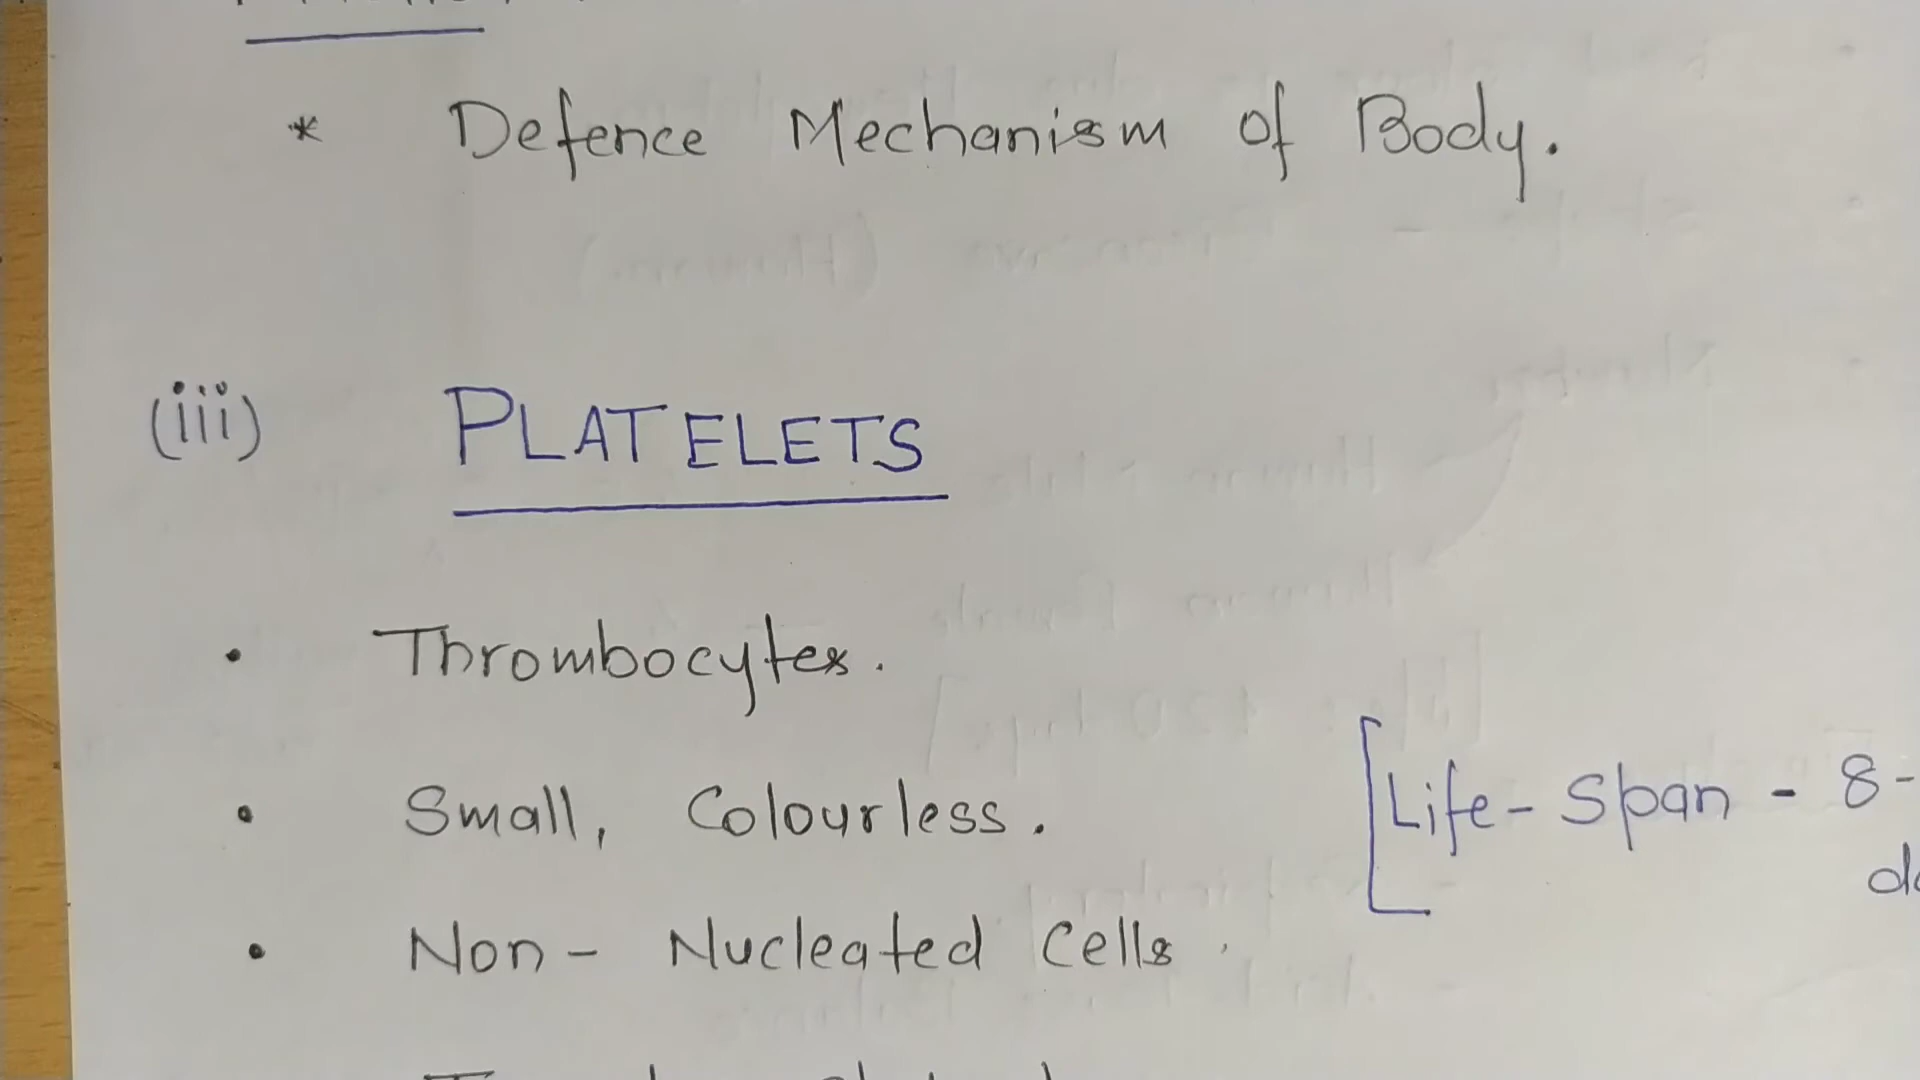 * Defence Mechanism of Body.
(iii) PLATELETS
• Thrombocytes.
• Small, Colourless.
[Life-Span - 8-
• Non-Nucleated Cells.